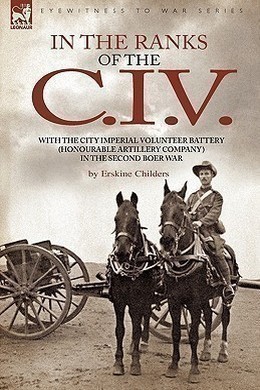 LEONAUR
EYEWITNESS TO WAR SERIES
IN THE RANKS
OF THE
C.I.V.
WITH THE CITY IMPERIAL VOLUNTEER BATTERY
(HONOURABLE ARTILLERY COMPANY)
IN THE SECOND BOER WAR
by Erskine Childers